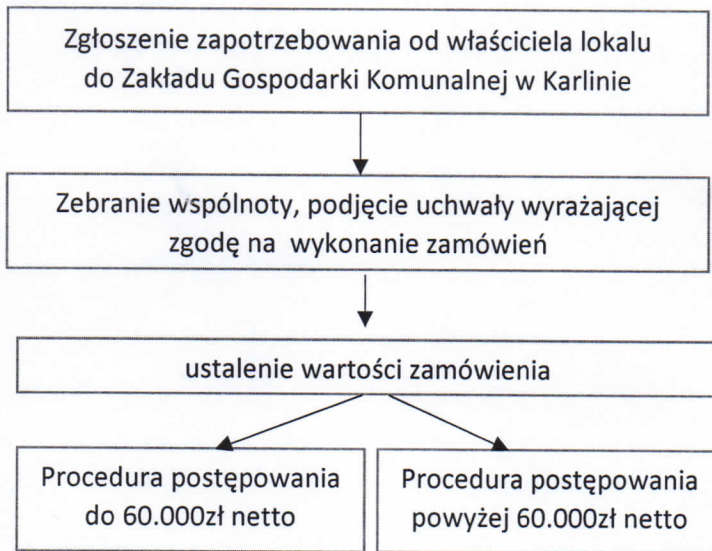 Zgłoszenie zapotrzebowania od właściciela lokalu
do Zakładu Gospodarki Komunalnej w Karlinie
Zebranie wspólnoty, podjęcie uchwały wyrażającej
zgodę na wykonanie zamówień
ustalenie wartości zamówienia
Procedura postępowania
do 60.000zł netto
Procedura postępowania
powyżej 60.000zł netto